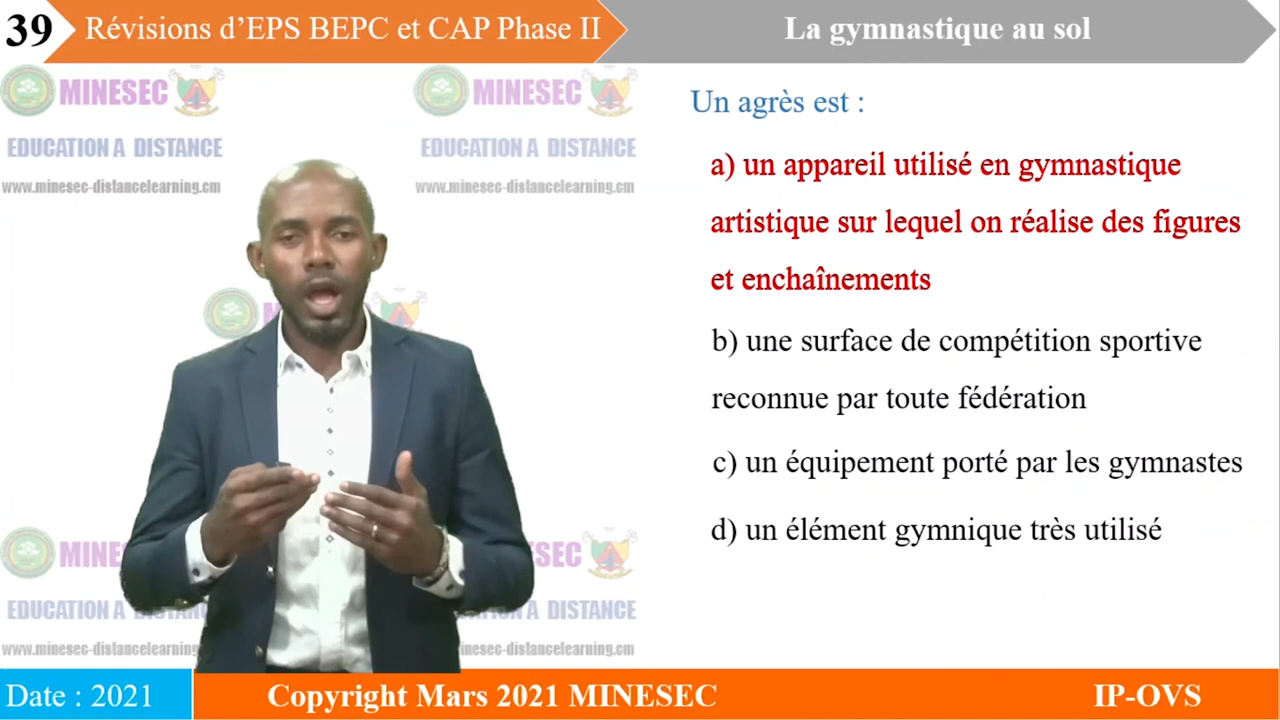 39 Révisions d’EPS BEPC et CAP Phase II La gymnastique au sol
MINESEC MINESEC
EDUCATION A DISTANCE EDUCATION A DISTANCE
www.minesec-distancelearning.cm www.minesec-distancelearning.cm
Un agrès est :
a) un appareil utilisé en gymnastique
artistique sur lequel on réalise des figures
et enchaînements
b) une surface de compétition sportive
reconnue par toute fédération
c) un équipement porté par les gymnastes
d) un élément gymnique très utilisé
EDUCATION A DISTANCE
Date : 2021 Copyright Mars 2021 MINESEC IP-OVS